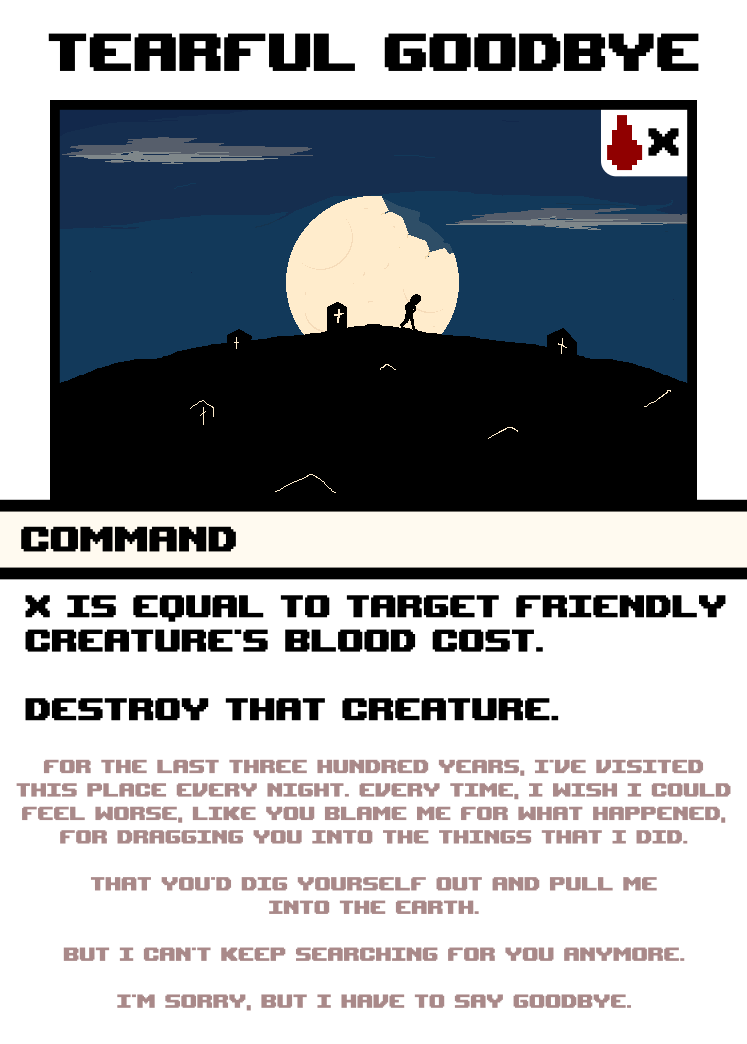 TEARFUL GOODBYE
X
COMMAND
X IS EQUAL TO TARGET FRIENDLY
CREATURE'S BLOOD COST.
DESTROY THAT CREATURE.
FOR THE LAST THREE HUNDRED YEARS, I'VE VISITED
THIS PLACE EVERY NIGHT. EVERY TIME, I WISH I COULD
FEEL WORSE, LIKE YOU BLAME ME FOR WHAT HAPPENED,
FOR DRAGGING YOU INTO THE THINGS THAT I DID.
THAT YOU'D DIG YOURSELF OUT AND PULL ME
INTO THE EARTH.
BUT I CAN'T KEEP SEARCHING FOR YOU ANYMORE.
I'M SORRY, BUT I HAVE TO SAY GOODBYE.